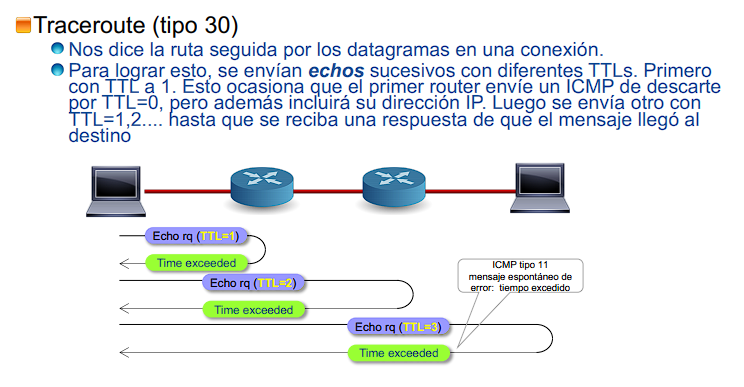 Traceroute (tipo 30)
Nos dice la ruta seguida por los datagramas en una conexión.
Para lograr esto, se envían echos sucesivos con diferentes TTLs. Primero
con TTL a 1. Esto ocasiona que el primer router envíe un ICMP de descarte
por TTL=0, pero además incluirá su dirección IP. Luego se envía otro con
TTL=1,2.... hasta que se reciba una respuesta de que el mensaje llegó al
destino
Echo rq (TTL=1)
Time exceeded
Echo rq (TTL=2)
Time exceeded
Echo rq (TTL=3)
Time exceeded
ICMP tipo 11
mensaje espontáneo de
error: tiempo excedido